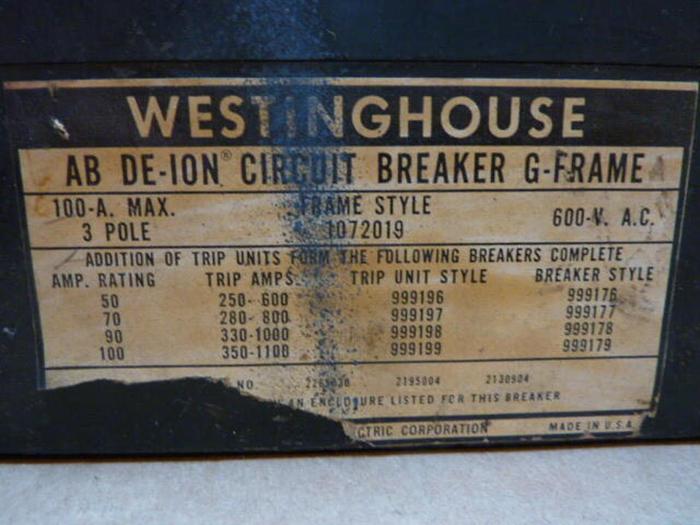 WESTINGHOUSE
AB DE-ION® CIRCUIT BREAKER G-FRAME
100-A. MAX. FRAME STYLE 600-V. A.C.
3 POLE 1072019
ADDITION OF TRIP UNITS FORM THE FOLLOWING BREAKERS COMPLETE
AMP. RATING TRIP AMPS. TRIP UNIT STYLE BREAKER STYLE
50 250-600 999196 999176
70 280-800 999197 999177
90 330-1000 999198 999178
100 350-1100 999199 999179
NO. 2195004 2130904
AN ENCLOSURE LISTED FOR THIS BREAKER
CTRIC CORPORATION MADE IN U.S.A.